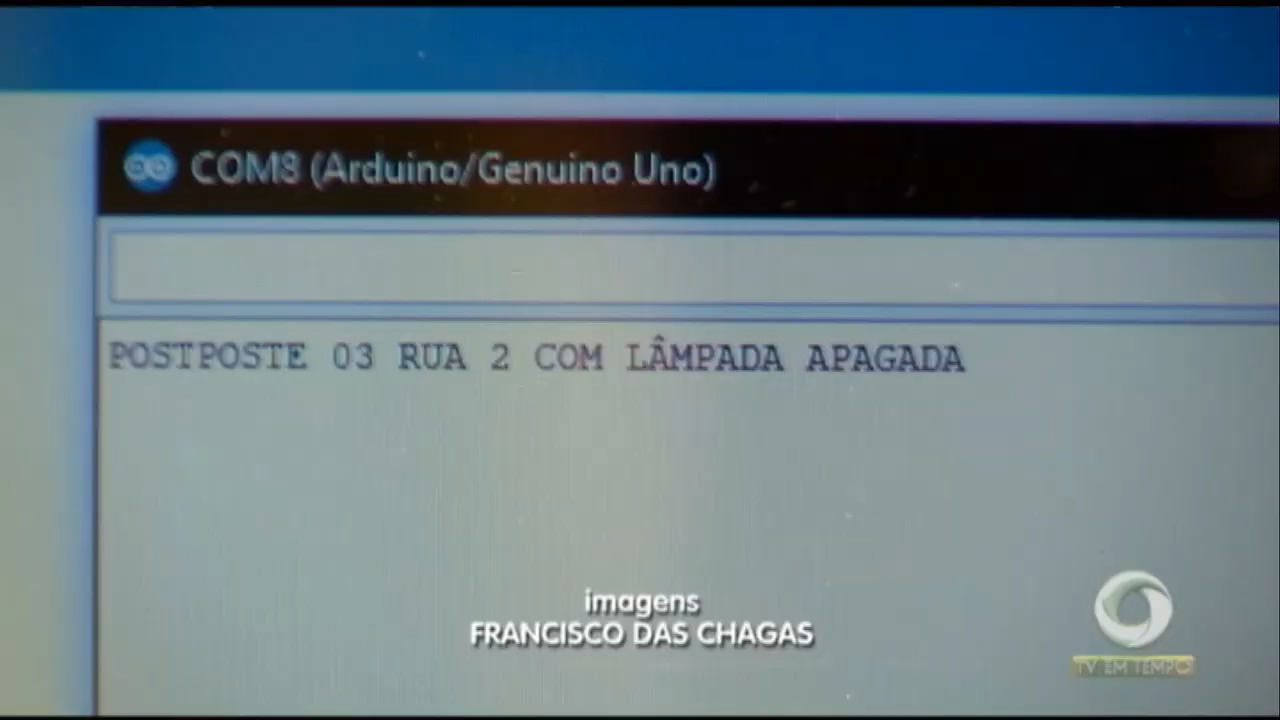 COM8 (Arduino/Genuino Uno)
POSTPOSTE 03 RUA 2 COM LÂMPADA APAGADA
imagens
FRANCISCO DAS CHAGAS
TV EM TEMPO